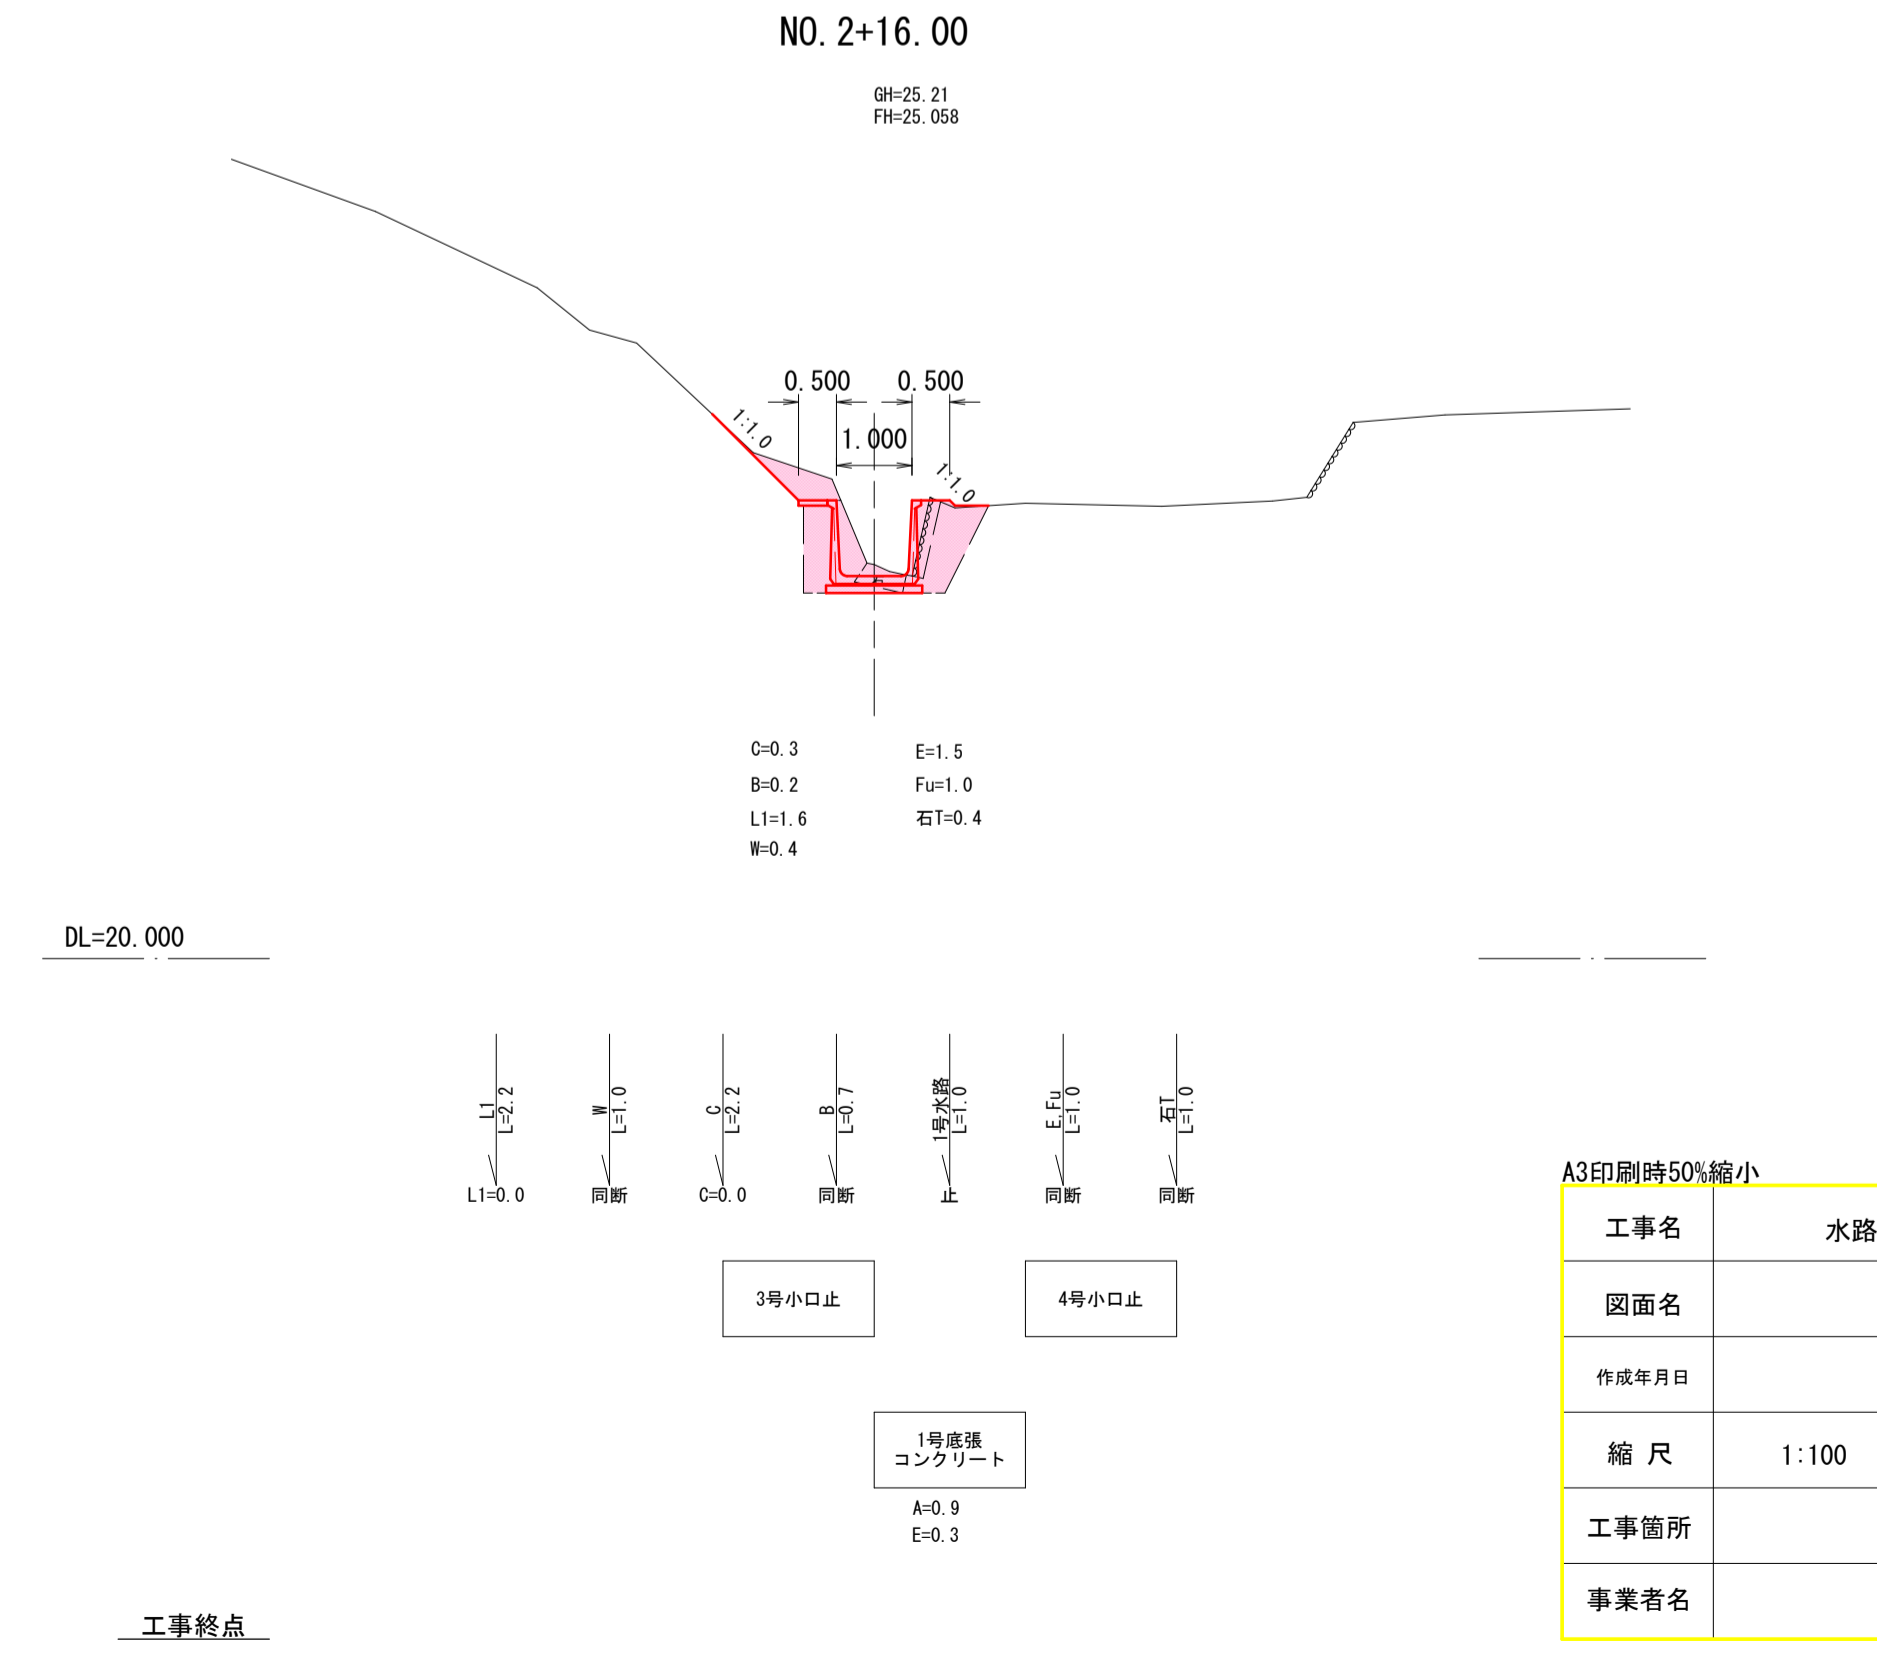 NO.2+16.00
GH=25.21
FH=25.058
0.500
0.500
1:1.0
1.000
1:1.0
C=0.3
E=1.5
B=0.2
Fu=1.0
L1=1.6
石T=0.4
W=0.4
DL=20.000
L1
L=2.2
W
L=1.0
C
L=2.2
B
L=0.7
1号水路
L=1.0
E,Fu
L=1.0
石T
L=1.0
L1=0.0
同断
C=0.0
同断
止
同断
同断
3号小口止
4号小口止
1号底張
コンクリート
A=0.9
E=0.3
工事終点
A3印刷時50%縮小
工事名
水路
図面名
作成年月日
縮 尺
1:100
工事箇所
事業者名